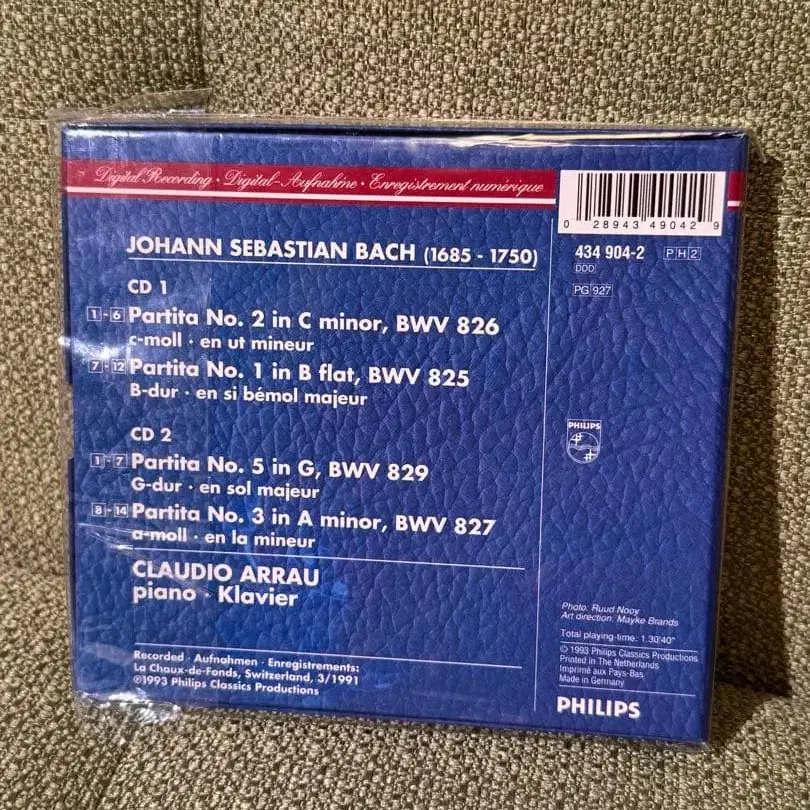 Digital Recording · Digital-Aufnahme · Enregistrement numérique
0 28943 49042 9
434 904-2 PH2
DDD
PG 927
JOHANN SEBASTIAN BACH (1685 - 1750)
CD 1
1 - 6 Partita No. 2 in C minor, BWV 826
c-moll · en ut mineur
7 - 12 Partita No. 1 in B flat, BWV 825
B-dur · en si bémol majeur
CD 2
1 - 7 Partita No. 5 in G, BWV 829
G-dur · en sol majeur
8 - 14 Partita No. 3 in A minor, BWV 827
a-moll · en la mineur
CLAUDIO ARRAU
piano · Klavier
Recorded · Aufnahmen · Enregistrements:
La Chaux-de-Fonds, Switzerland, 3/1991
℗1993 Philips Classics Productions
PHILIPS
Photo: Ruud Nooy
Art direction: Mayke Brands
Total playing-time: 1.30'40"
© 1993 Philips Classics Productions
Printed in The Netherlands
Imprimé aux Pays-Bas
Made in Germany
PHILIPS